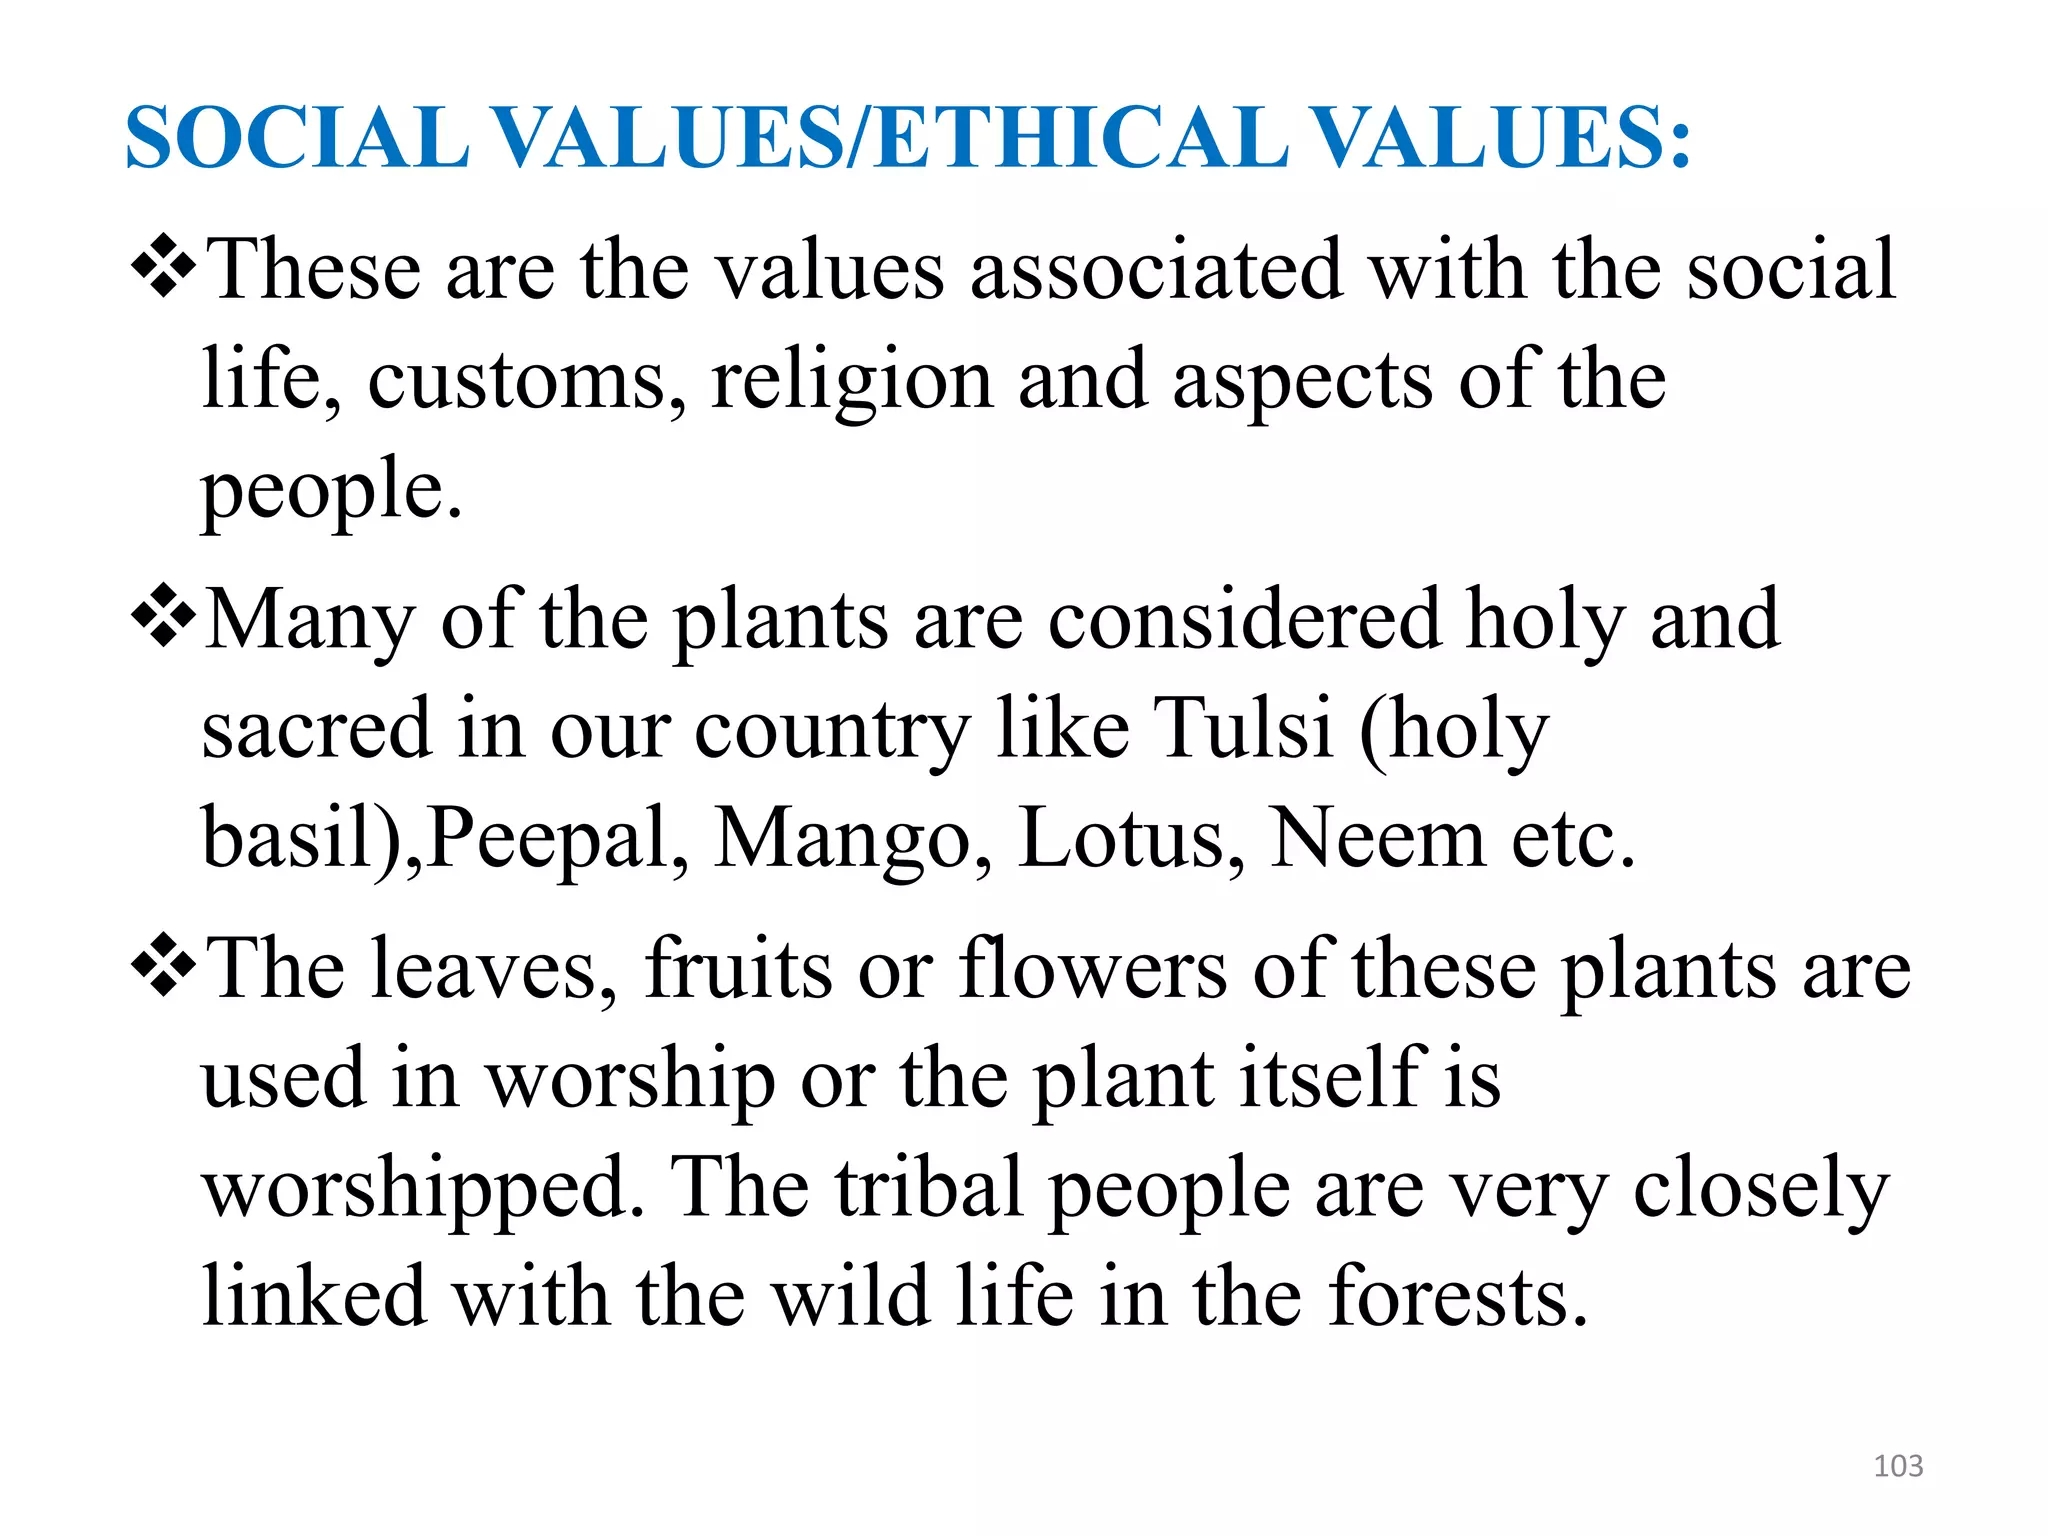 SOCIAL VALUES/ETHICAL VALUES:
❖These are the values associated with the social
life, customs, religion and aspects of the
people.
❖Many of the plants are considered holy and
sacred in our country like Tulsi (holy
basil),Peepal, Mango, Lotus, Neem etc.
❖The leaves, fruits or flowers of these plants are
used in worship or the plant itself is
worshipped. The tribal people are very closely
linked with the wild life in the forests.
103